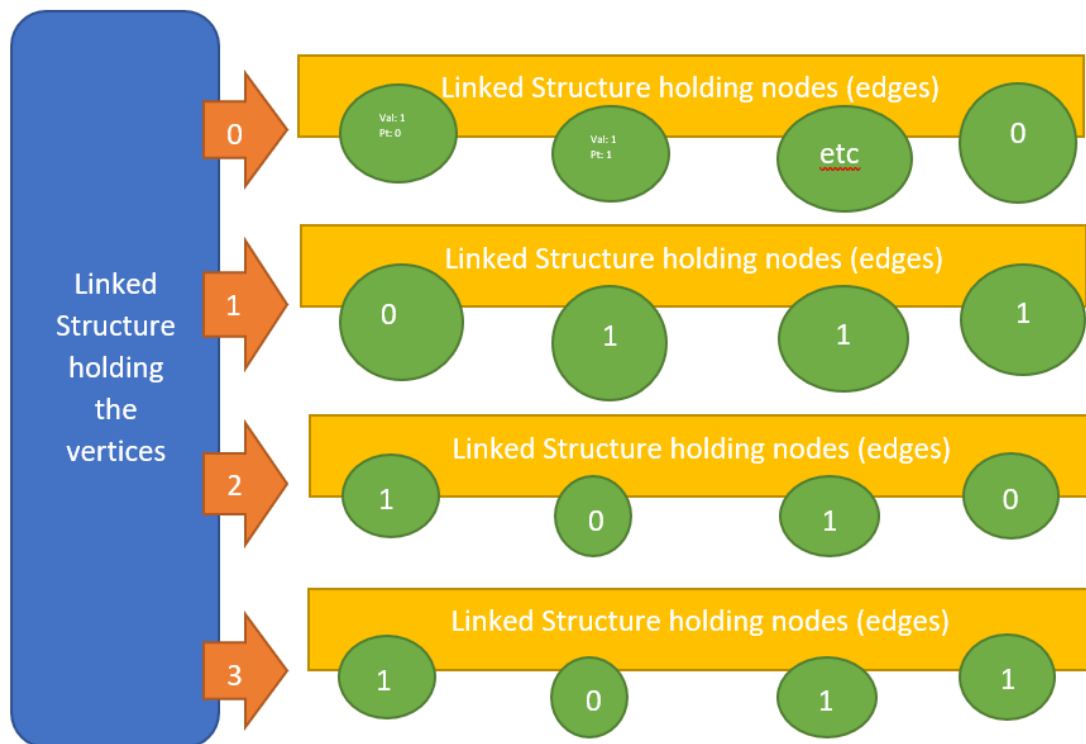 Linked
Structure
holding
the
vertices
0
Linked Structure holding nodes (edges)
Val: 1
Pt: 0
Val: 1
Pt: 1
etc
0
1
Linked Structure holding nodes (edges)
0
1
1
1
2
Linked Structure holding nodes (edges)
1
0
1
0
3
Linked Structure holding nodes (edges)
1
0
1
1